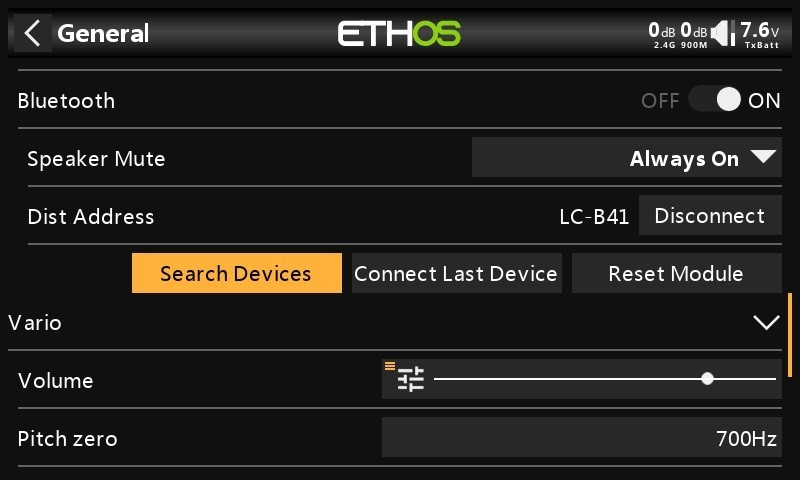 General ETHOS 0dB 0dB 7.6V
2.4G 900M TxBatt
Bluetooth OFF ON
Speaker Mute Always On
Dist Address LC-B41 Disconnect
Search Devices Connect Last Device Reset Module
Vario
Volume
Pitch zero 700Hz